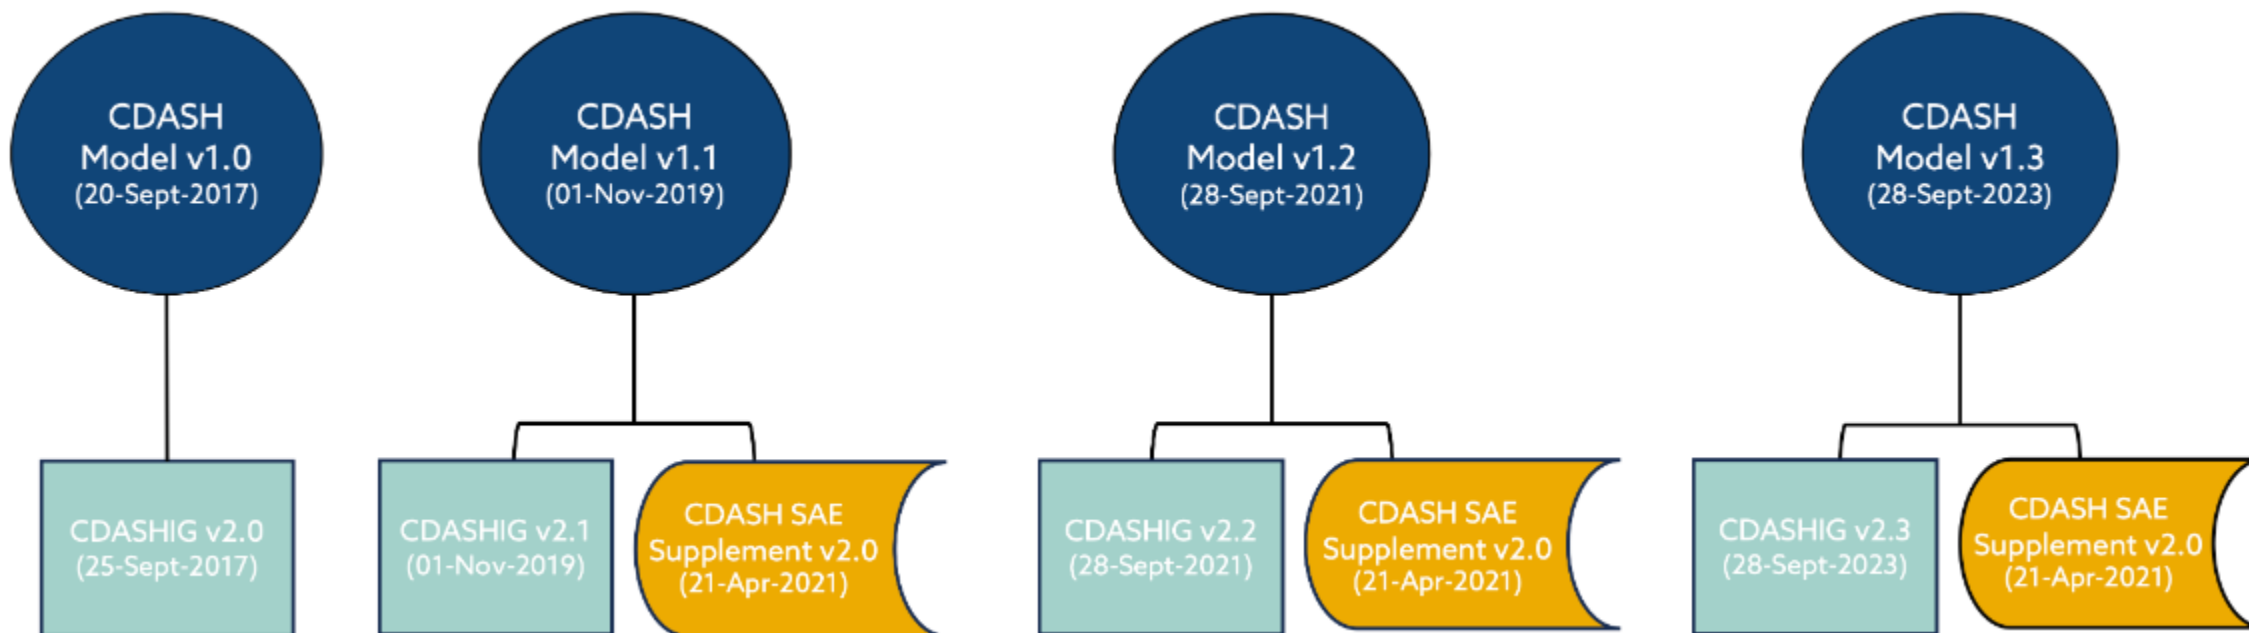 CDASH
Model v1.0
(20-Sept-2017)
CDASH
Model v1.1
(01-Nov-2019)
CDASH
Model v1.2
(28-Sept-2021)
CDASH
Model v1.3
(28-Sept-2023)
CDASHIG v2.0
(25-Sept-2017)
CDASHIG v2.1
(01-Nov-2019)
CDASH SAE
Supplement v2.0
(21-Apr-2021)
CDASHIG v2.2
(28-Sept-2021)
CDASH SAE
Supplement v2.0
(21-Apr-2021)
CDASHIG v2.3
(28-Sept-2023)
CDASH SAE
Supplement v2.0
(21-Apr-2021)